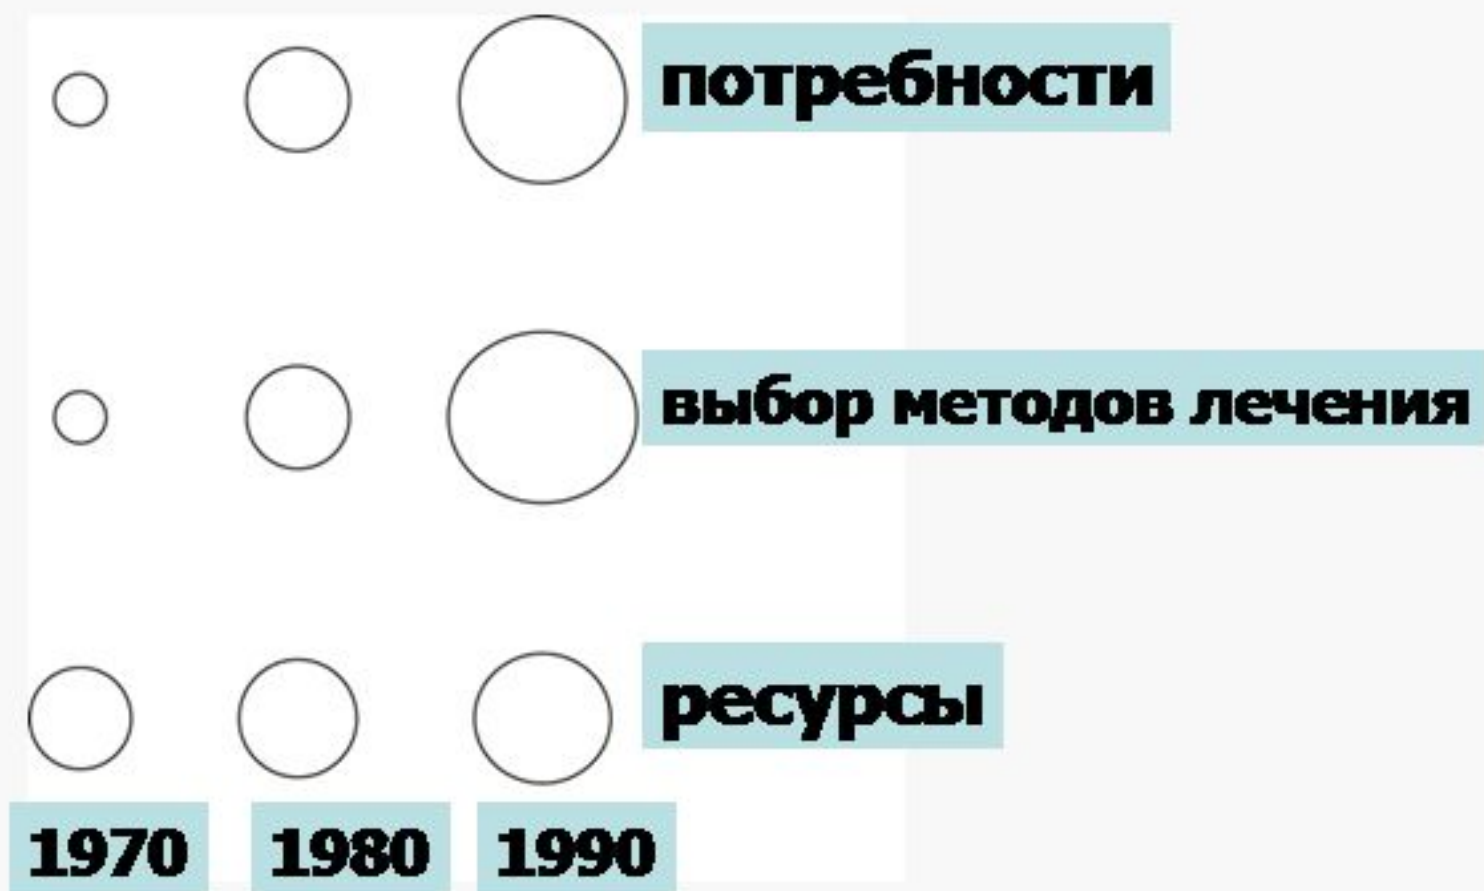 потребности
выбор методов лечения
ресурсы
1970 1980 1990